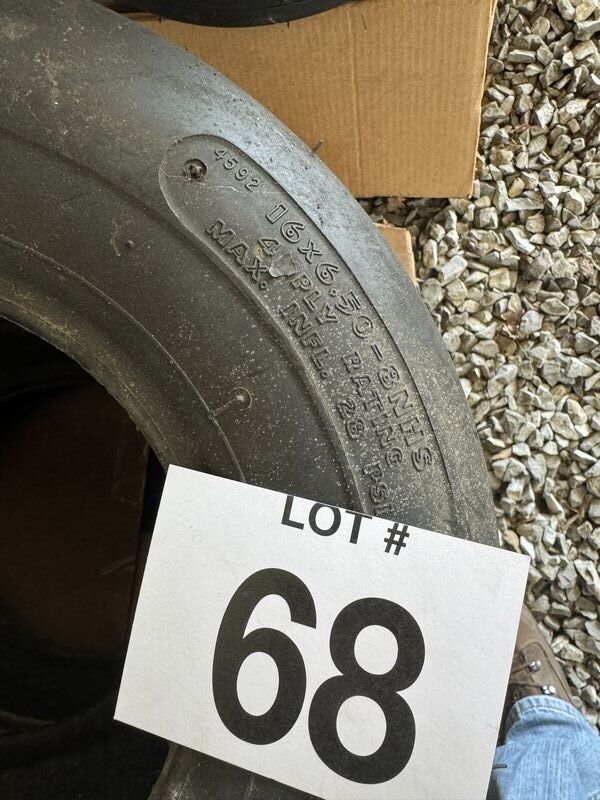 4592
16x6.50-8NHS
4 PLY RATING
MAX. INFL. 28 PSI
LOT #
68